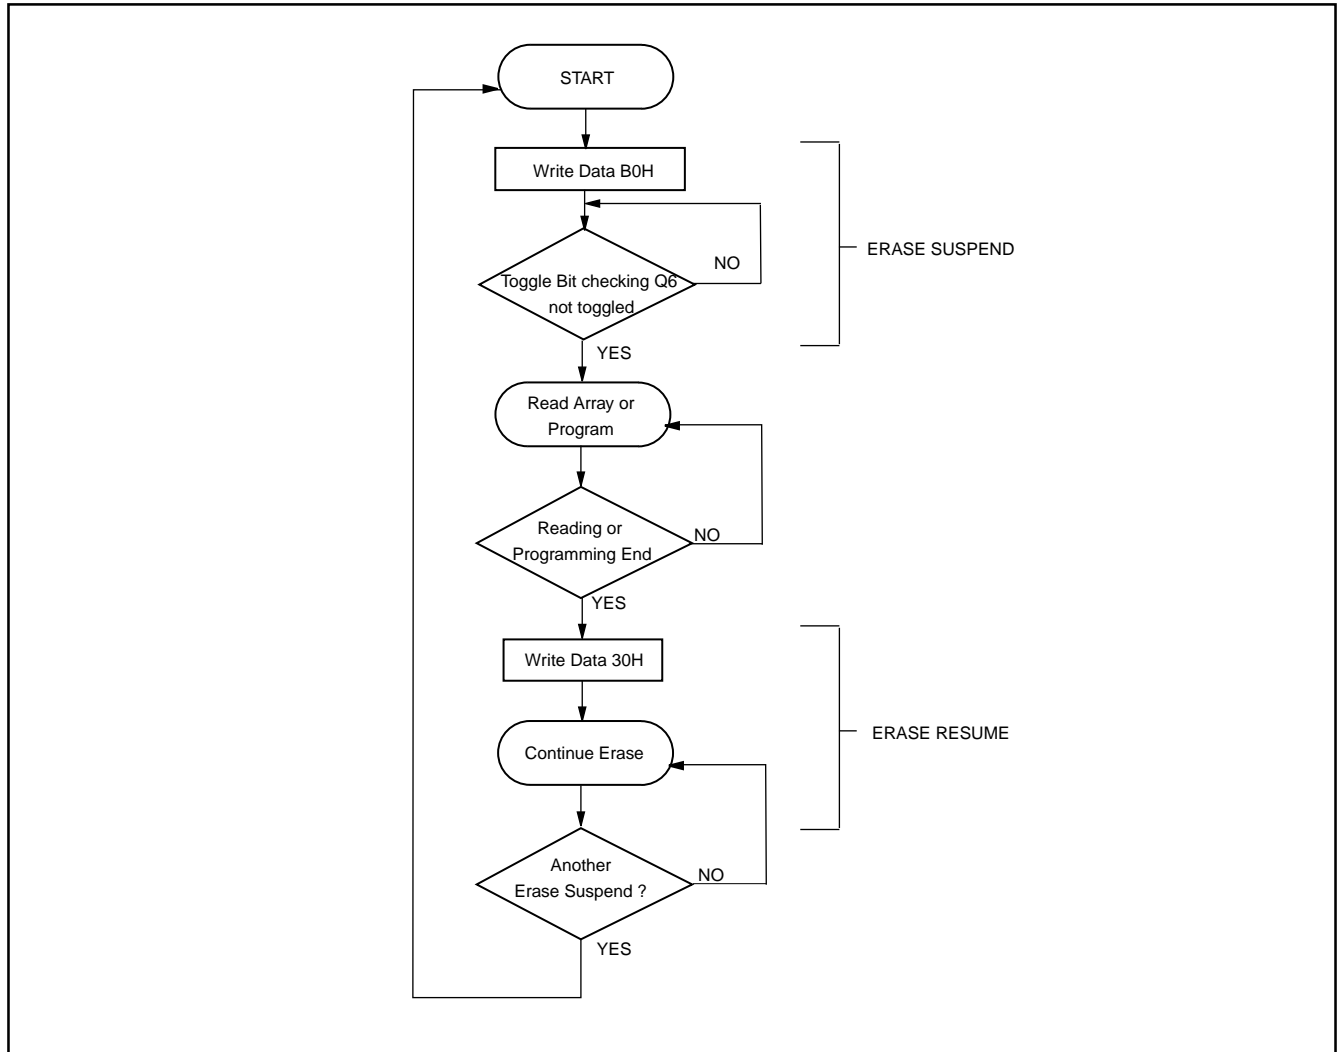 START
Write Data B0H
ERASE SUSPEND
NO
Toggle Bit checking Q6
not toggled
YES
Read Array or
Program
Reading or
NO
Programming End
YES
Write Data 30H
ERASE RESUME
Continue Erase
Another
NO
Erase Suspend ?
YES